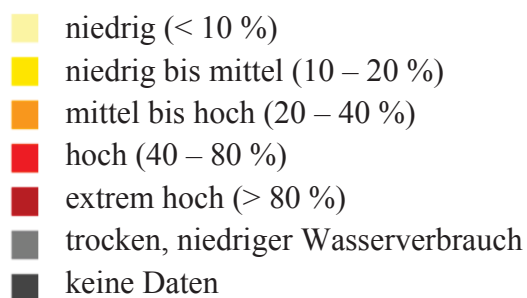 niedrig (< 10 %)
niedrig bis mittel (10 – 20 %)
mittel bis hoch (20 – 40 %)
hoch (40 – 80 %)
extrem hoch (> 80 %)
trocken, niedriger Wasserverbrauch
keine Daten